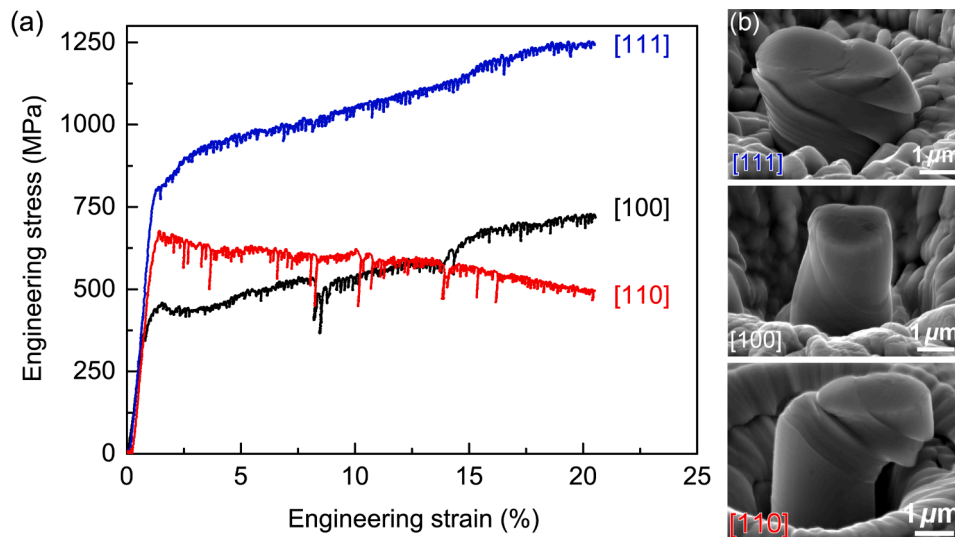 (a)
Engineering stress (MPa)
1250
1000
750
500
250
0
0
5
10
15
20
25
Engineering strain (%)
[111]
[100]
[110]
(b)
[111]
1 µm
[100]
1 µm
[110]
1 µm